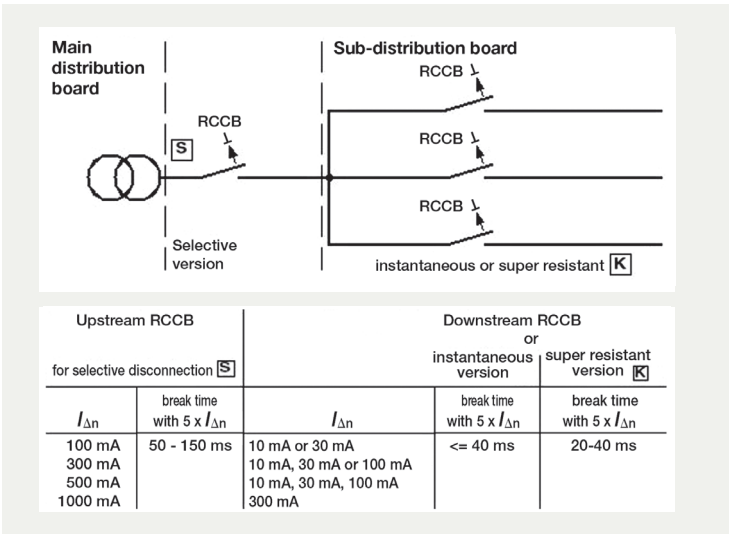 Main
distribution
board
Sub-distribution board
RCCB
RCCB
S
RCCB
RCCB
Selective
version
instantaneous or super resistant K
Upstream RCCB
for selective disconnection S
Downstream RCCB
or
instantaneous
version
super resistant
version K
IΔn
break time
with 5 x IΔn
IΔn
break time
with 5 x IΔn
break time
with 5 x IΔn
100 mA 50 - 150 ms 10 mA or 30 mA <= 40 ms 20-40 ms
300 mA 10 mA, 30 mA or 100 mA
500 mA 10 mA, 30 mA, 100 mA
1000 mA 300 mA